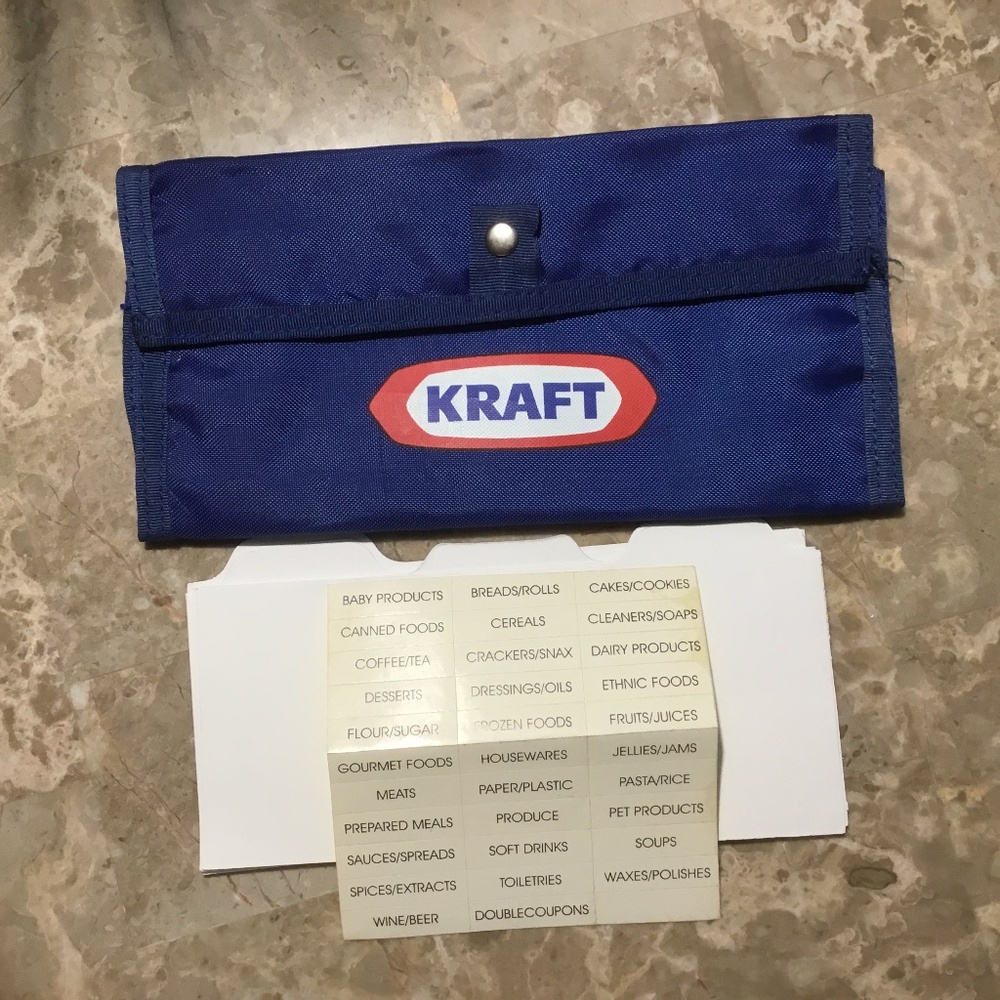 KRAFT
BABY PRODUCTS BREADS/ROLLS CAKES/COOKIES
CANNED FOODS CEREALS CLEANERS/SOAPS
COFFEE/TEA CRACKERS/SNAX DAIRY PRODUCTS
DESSERTS DRESSINGS/OILS ETHNIC FOODS
FLOUR/SUGAR FROZEN FOODS FRUITS/JUICES
GOURMET FOODS HOUSEWARES JELLIES/JAMS
MEATS PAPER/PLASTIC PASTA/RICE
PREPARED MEALS PRODUCE PET PRODUCTS
SAUCES/SPREADS SOFT DRINKS SOUPS
SPICES/EXTRACTS TOILETRIES WAXES/POLISHES
WINE/BEER DOUBLECOUPONS